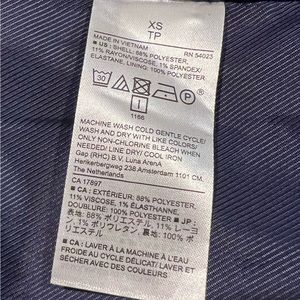 XS
TP
MADE IN VIETNAM RN 54023
■ US : SHELL: 88% POLYESTER,
11% RAYON/VISCOSE, 1% SPANDEX/
ELASTANE, LINING: 100% POLYESTER
30
P
1166
MACHINE WASH COLD GENTLE CYCLE/
WASH AND DRY WITH LIKE COLORS/
ONLY NON-CHLORINE BLEACH WHEN
NEEDED/ LINE DRY/ COOL IRON
Gap (RHC) B.V. Luna ArenA
Herikerbergweg 238 Amsterdam 1101 CN
The Netherlands
CA 17897
■ CA : EXTÉRIEUR: 88% POLYESTER,
11% VISCOSE, 1% ÉLASTHANNE,
DOUBLURE: 100% POLYESTER ■ JP :
表地: 88% ポリエステル 11% レーヨ
ン, 1% ポリウレタン, 裏地: 100% ポ
リエステル
■ CA : LAVER À LA MACHINE À L'EAU
FROIDE AU CYCLE DÉLICAT/ LAVER ET
SÉCHER AVEC DES COULEURS